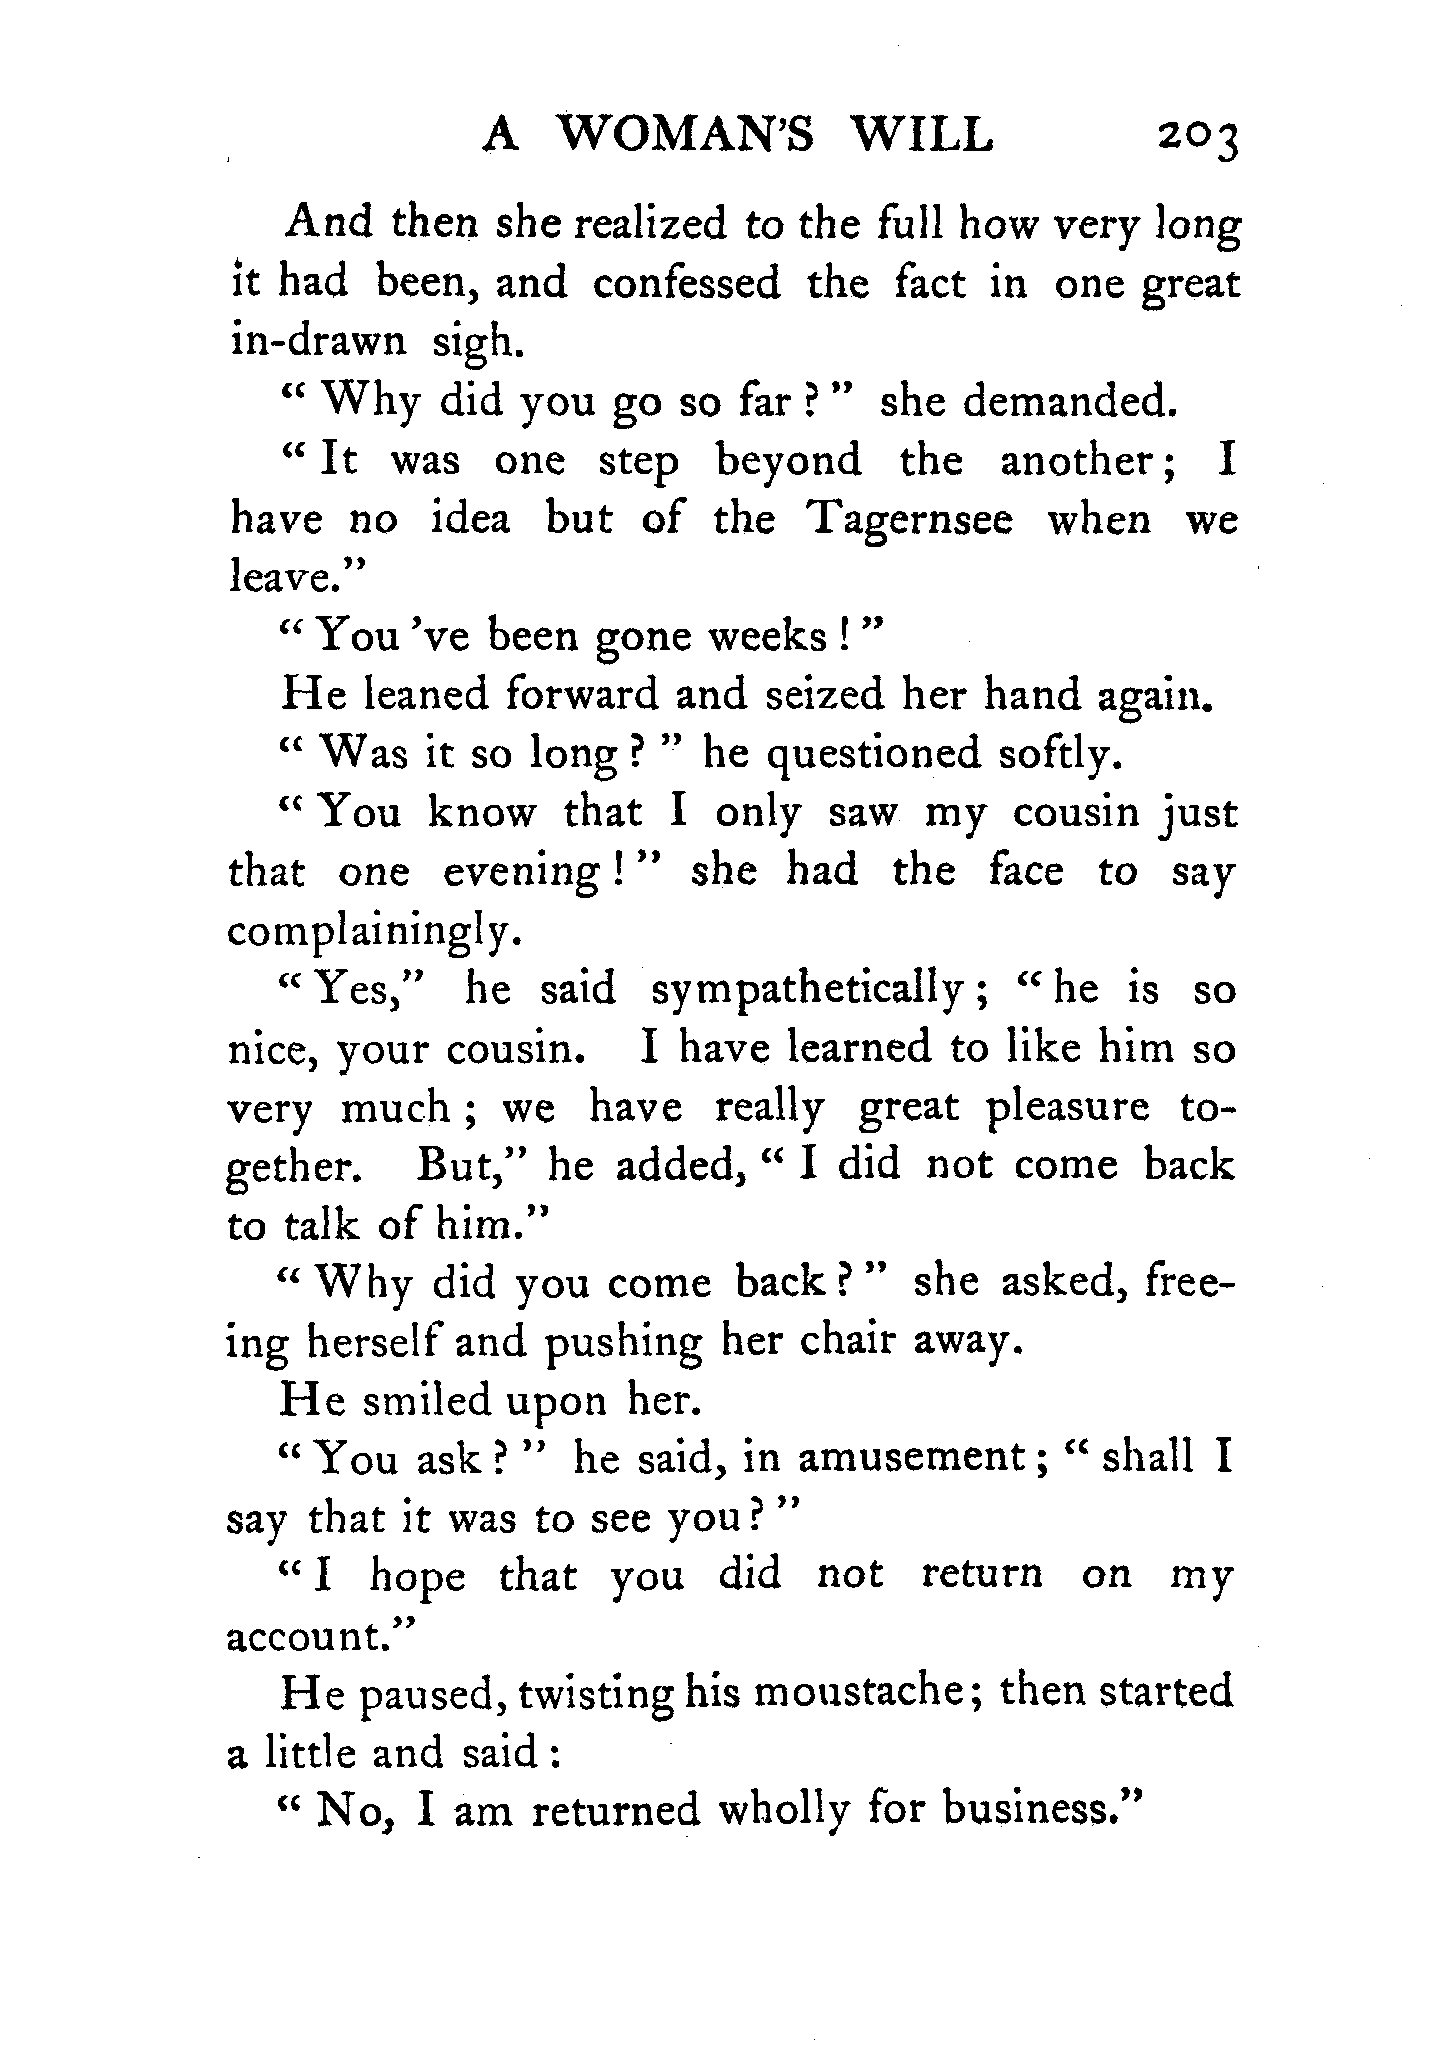 A WOMAN'S WILL 203
And then she realized to the full how very long
it had been, and confessed the fact in one great
in-drawn sigh.
“ Why did you go so far ? ” she demanded.
“ It was one step beyond the another ; I
have no idea but of the Tagernsee when we
leave.”
“ You 've been gone weeks ! ”
He leaned forward and seized her hand again.
“ Was it so long ? ” he questioned softly.
“ You know that I only saw my cousin just
that one evening ! ” she had the face to say
complainingly.
“ Yes,” he said sympathetically ; “ he is so
nice, your cousin. I have learned to like him so
very much ; we have really great pleasure to-
gether. But,” he added, “ I did not come back
to talk of him.”
“ Why did you come back ? ” she asked, free-
ing herself and pushing her chair away.
He smiled upon her.
“ You ask ? ” he said, in amusement ; “ shall I
say that it was to see you ? ”
“ I hope that you did not return on my
account.”
He paused, twisting his moustache ; then started
a little and said :
“ No, I am returned wholly for business.”